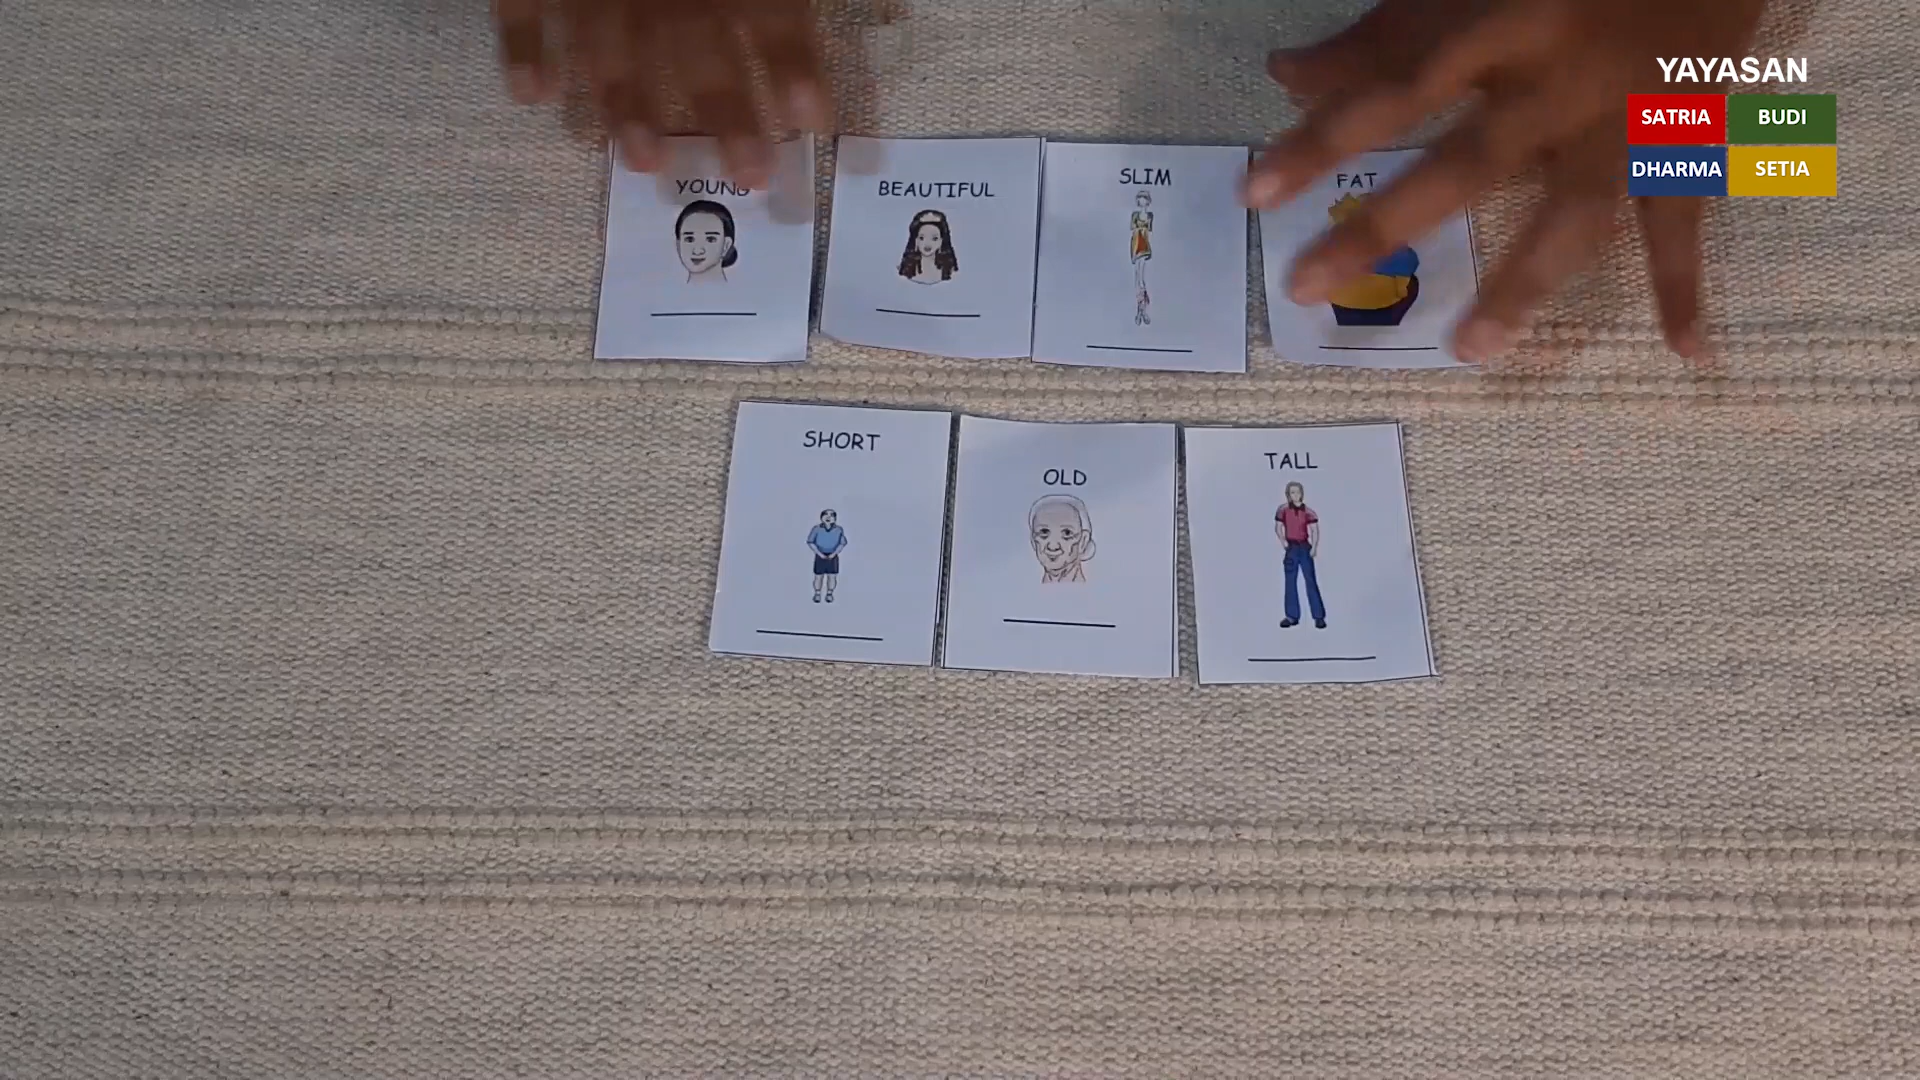 YAYASAN
SATRIA BUDI
DHARMA SETIA
YOUNG
BEAUTIFUL
SLIM
FAT
SHORT
OLD
TALL